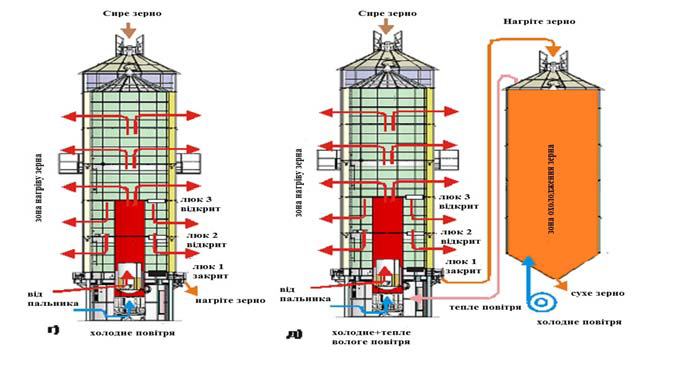 Сире зерно
зона нагріву зерна
люк 3
відкрит
люк 2
відкрит
люк 1
закрит
від
пальника
нагріте зерно
холодне повітря
г)
Сире зерно
Нагріте зерно
зона нагріву зерна
люк 3
відкрит
люк 2
відкрит
люк 1
закрит
від
пальника
холодне+тепле
вологе повітря
д)
зона охолодження зерна
тепле повітря
сухе зерно
холодне повітря